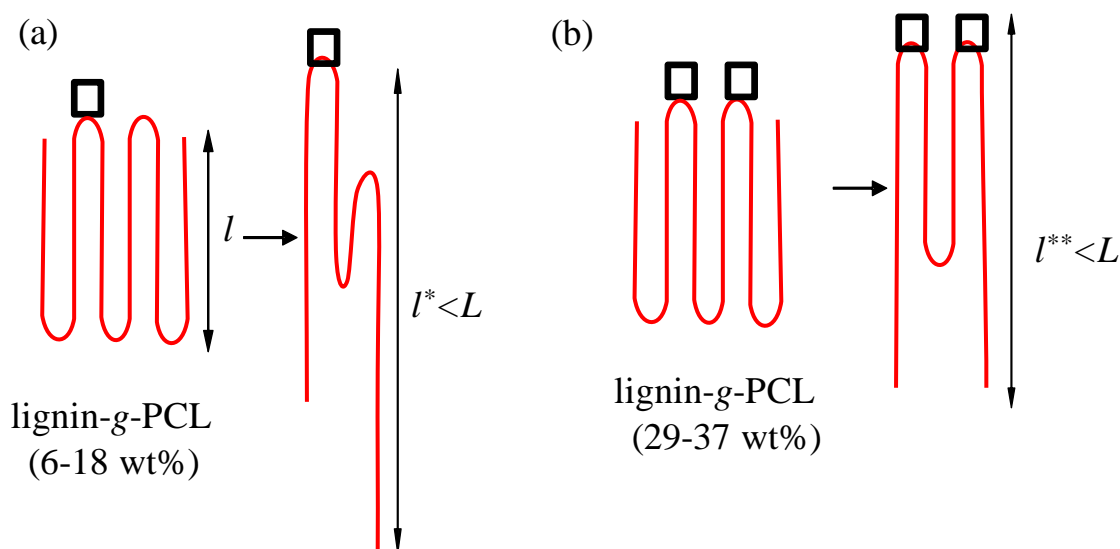 (a)
l
l*<L
lignin-g-PCL
(6-18 wt%)
(b)
l**<L
lignin-g-PCL
(29-37 wt%)